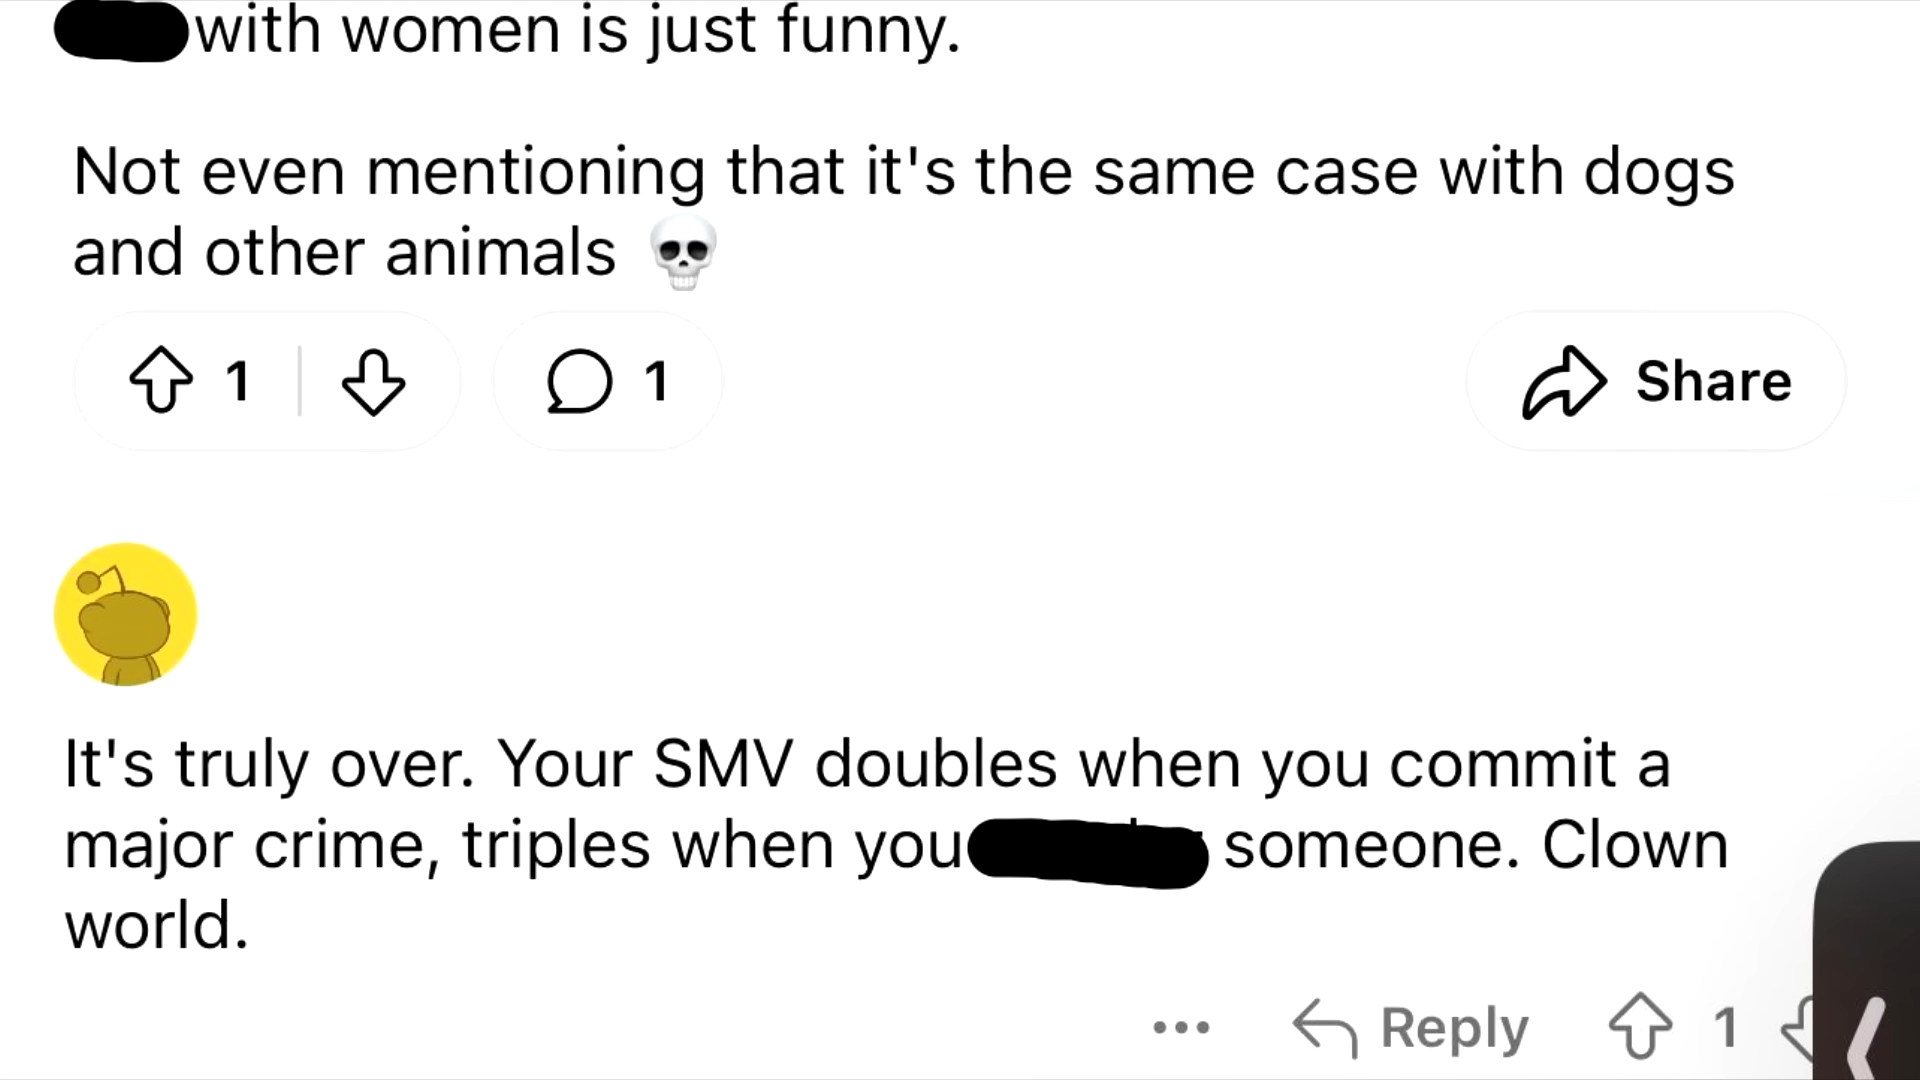 with women is just funny.
Not even mentioning that it's the same case with dogs
and other animals 💀
1
1
Share
It's truly over. Your SMV doubles when you commit a
major crime, triples when you someone. Clown
world.
Reply
1